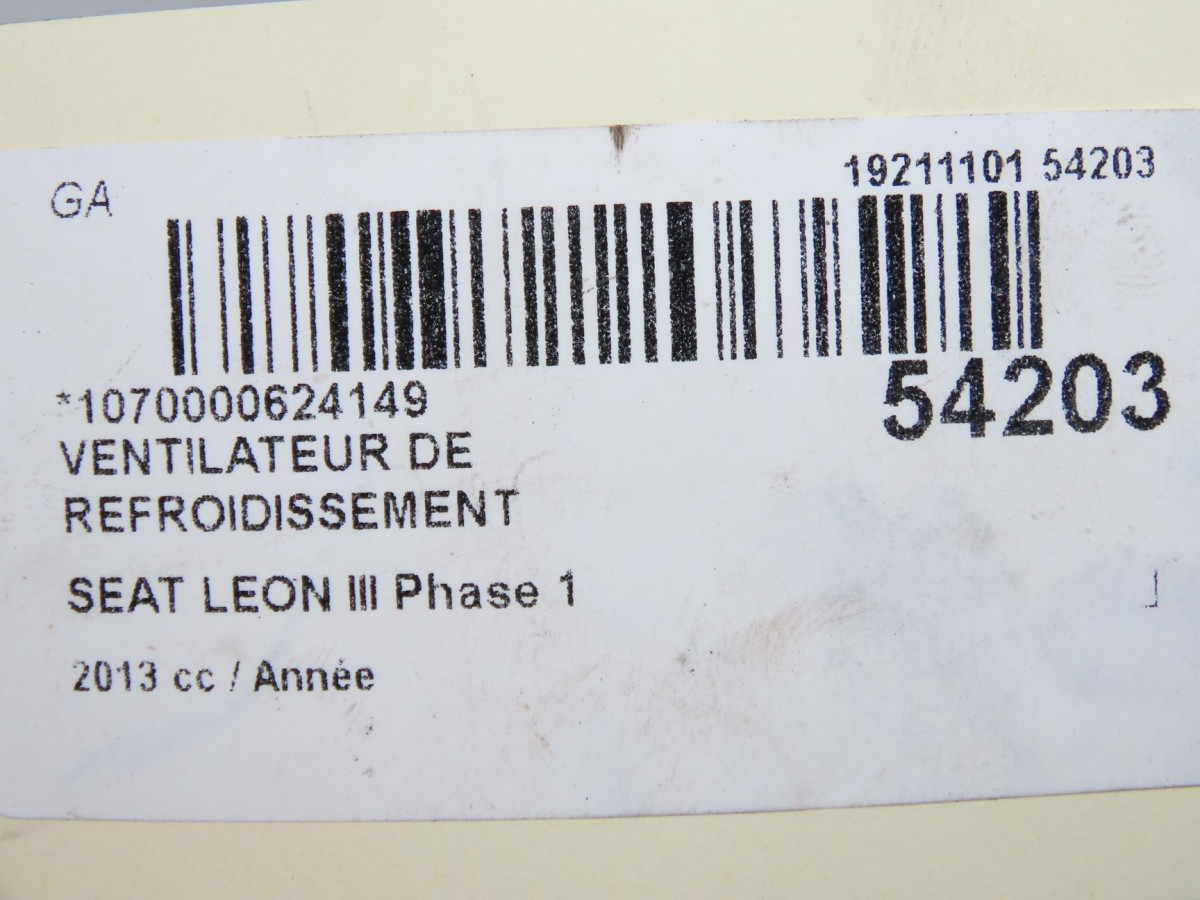 GA
19211101 54203
54203
*1070000624149
VENTILATEUR DE
REFROIDISSEMENT
SEAT LEON III Phase 1
2013 cc / Année